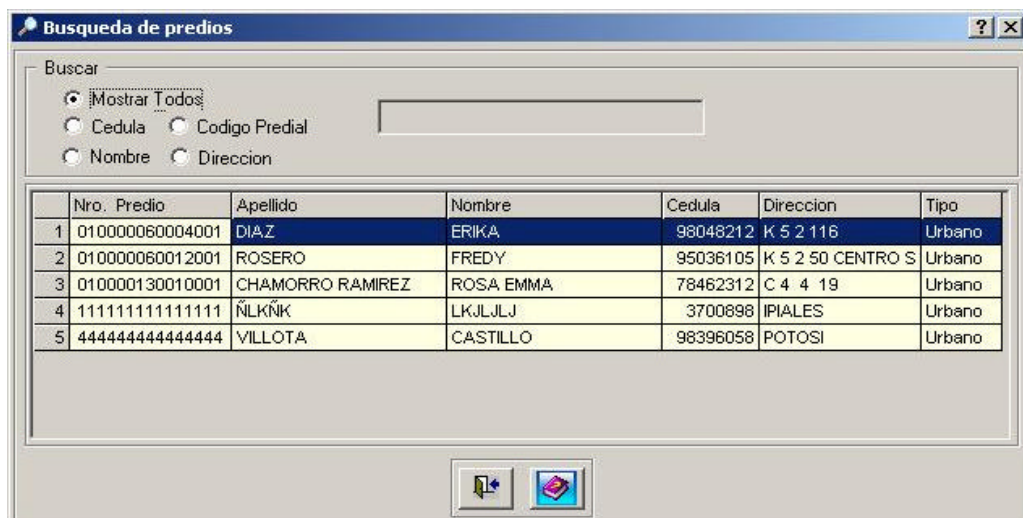 Busqueda de predios
Buscar
Mostrar Todos
Cedula Codigo Predial
Nombre Direccion
Nro. Predio Apellido Nombre Cedula Direccion Tipo
1 010000060004001 DIAZ ERIKA 98048212 K 5 2 116 Urbano
2 010000060012001 ROSERO FREDY 95036105 K 5 2 50 CENTRO S Urbano
3 010000130010001 CHAMORRO RAMIREZ ROSA EMMA 78462312 C 4 4 19 Urbano
4 111111111111111 ÑLKÑK LKJLJLJ 3700898 IPIALES Urbano
5 444444444444444 VILLOTA CASTILLO 98396058 POTOSI Urbano